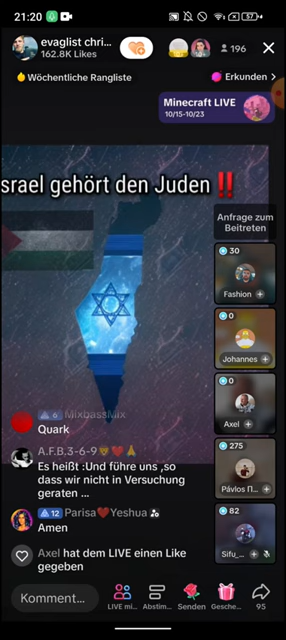 21:20
57
evaglist chri...
162.8K Likes
196
Wöchentliche Rangliste
Erkunden >
Minecraft LIVE
10/15-10/23
srael gehört den Juden ‼️
Anfrage zum
Beitreten
30
Fashion +
0
Johannes +
0
Axel +
275
Pávlos Π... +
82
Sifu_... +
6 MixbassMix
Quark
A.F.B.3-6-9
Es heißt :Und führe uns ,so
dass wir nicht in Versuchung
geraten ...
12 Parisa❤️Yeshua
Amen
Axel hat dem LIVE einen Like
gegeben
Komment...
LIVE mi...
Abstim...
Senden
Gesche...
95